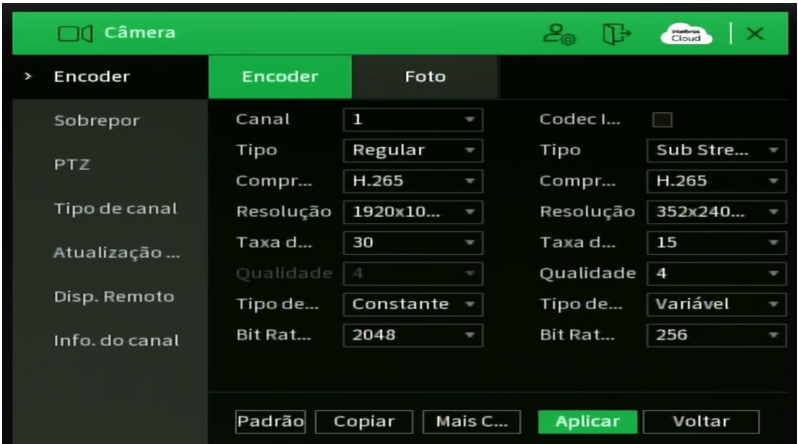 Câmera
intelbras Cloud
> Encoder
Encoder Foto
Sobrepor
PTZ
Tipo de canal
Atualização ...
Disp. Remoto
Info. do canal
Canal 1 Codec I...
Tipo Regular Tipo Sub Stre...
Compr... H.265 Compr... H.265
Resolução 1920x10... Resolução 352x240...
Taxa d... 30 Taxa d... 15
Qualidade 4 Qualidade 4
Tipo de... Constante Tipo de... Variável
Bit Rat... 2048 Bit Rat... 256
Padrão Copiar Mais C... Aplicar Voltar